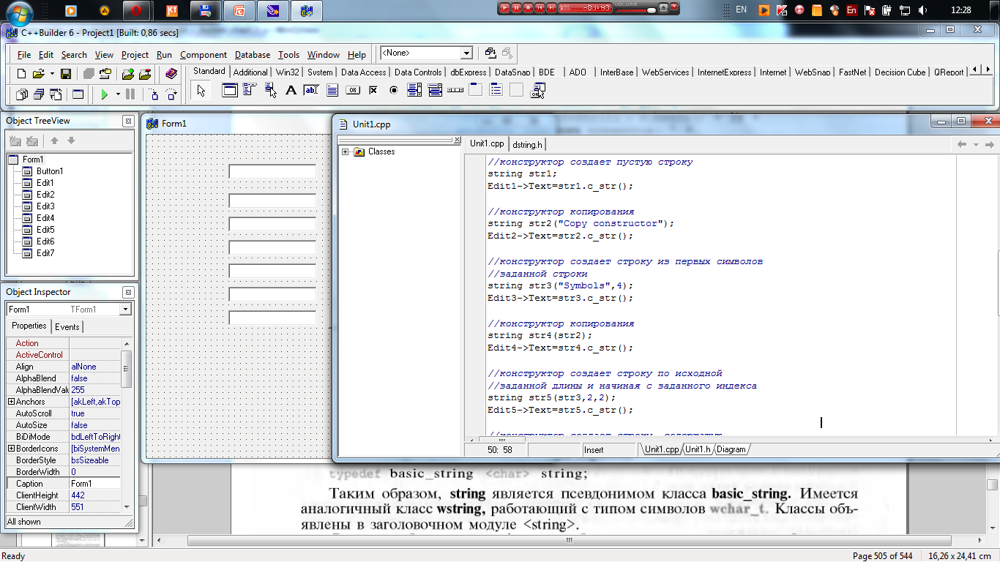 EN
En
VOLUME
12:28
C++Builder 6 - Project1 [Built: 0,86 secs]
File Edit Search View Project Run Component Database Tools Window Help
<None>
Standard Additional Win32 System Data Access Data Controls dbExpress DataSnap BDE ADO InterBase WebServices InternetExpress Internet WebSnap FastNet Decision Cube QReport
Object TreeView
Form1
Button1
Edit1
Edit2
Edit3
Edit4
Edit5
Edit6
Edit7
Object Inspector
Form1 TForm1
Properties Events
Action
ActiveControl
Align alNone
AlphaBlend false
AlphaBlendValu 255
Anchors [akLeft,akTop
AutoScroll true
AutoSize false
BiDiMode bdLeftToRight
BorderIcons [biSystemMen
BorderStyle bsSizeable
BorderWidth 0
Caption Form1
ClientHeight 442
ClientWidth 551
All shown
Form1
Unit1.cpp
Classes
Unit1.cpp dstring.h
//конструктор создает пустую строку
string str1;
Edit1->Text=str1.c_str();
//конструктор копирования
string str2("Copy constructor");
Edit2->Text=str2.c_str();
//конструктор создает строку из первых символов
//заданной строки
string str3("Symbols",4);
Edit3->Text=str3.c_str();
//конструктор копирования
string str4(str2);
Edit4->Text=str4.c_str();
//конструктор создает строку по исходной
//заданной длины и начиная с заданного индекса
string str5(str3,2,2);
Edit5->Text=str5.c_str();
//конструктор создает строку, содержащую
50: 58 Insert Unit1.cpp Unit1.h Diagram
typedef basic_string <char> string;
Таким образом, string является псевдонимом класса basic_string. Имеется
аналогичный класс wstring, работающий с типом символов wchar_t. Классы объ-
явлены в заголовочном модуле <string>.
Ready
Page 505 of 544 16,26 x 24,41 cm